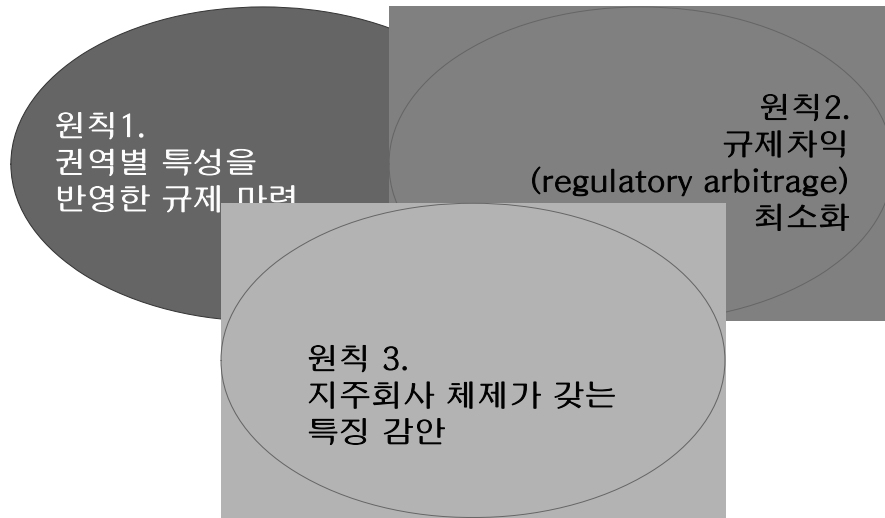 원칙1.
권역별 특성을
반영한 규제 마련
원칙2.
규제차익
(regulatory arbitrage)
최소화
원칙 3.
지주회사 체제가 갖는
특징 감안